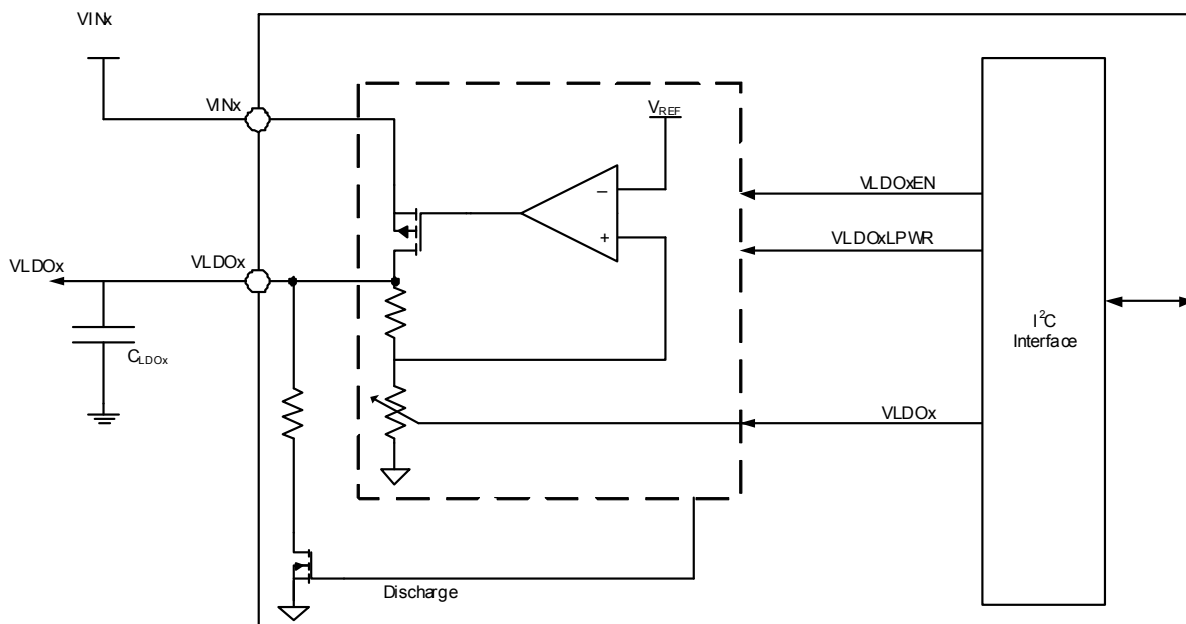 VINx
VINx
VREF
−
+
VLDOxEN
VLDOxLPWR
VLDOx
VLDOx
CLDOx
I²C
Interface
VLDOx
Discharge